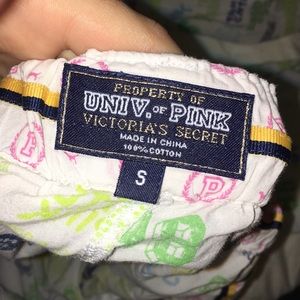 PROPERTY OF
UNIV. OF PINK
VICTORIA'S SECRET
MADE IN CHINA
100% COTTON
S
P
P